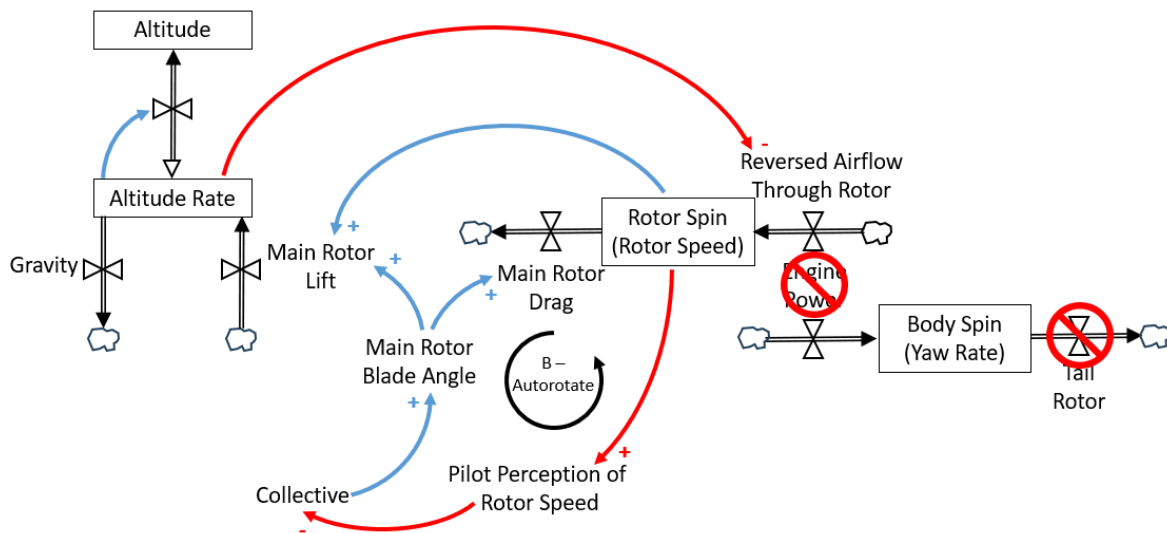 Altitude
Altitude Rate
Gravity
Main Rotor
Lift
+
+
Main Rotor
Drag
+
Rotor Spin
(Rotor Speed)
-
Reversed Airflow
Through Rotor
Engine
Power
Body Spin
(Yaw Rate)
Tail
Rotor
Main Rotor
Blade Angle
+
B –
Autorotate
Pilot Perception of
Rotor Speed
+
Collective
-